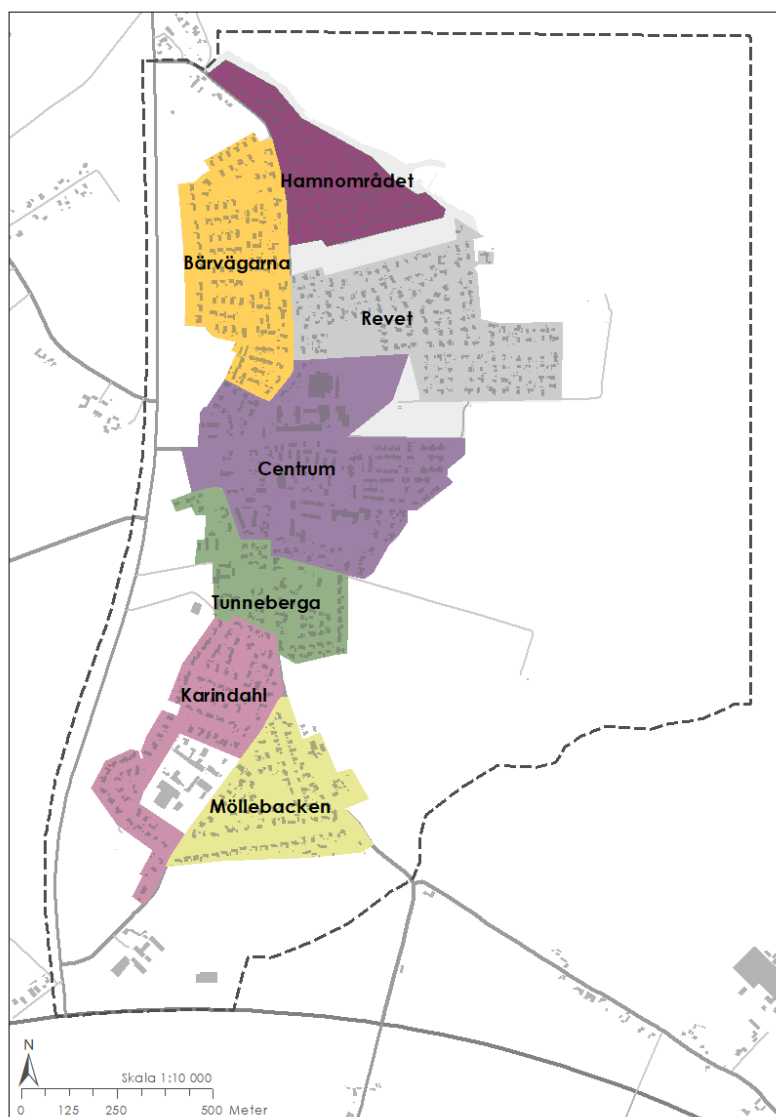 Hamnområdet
Bärvägarna
Revet
Centrum
Tunneberga
Karindahl
Möllebacken
N
Skala 1:10 000
0 125 250 500 Meter